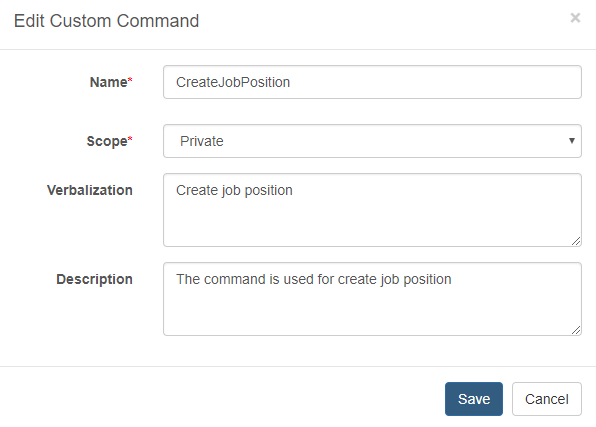 Edit Custom Command ×
Name* CreateJobPosition
Scope* Private
Verbalization Create job position
Description The command is used for create job position
Save Cancel